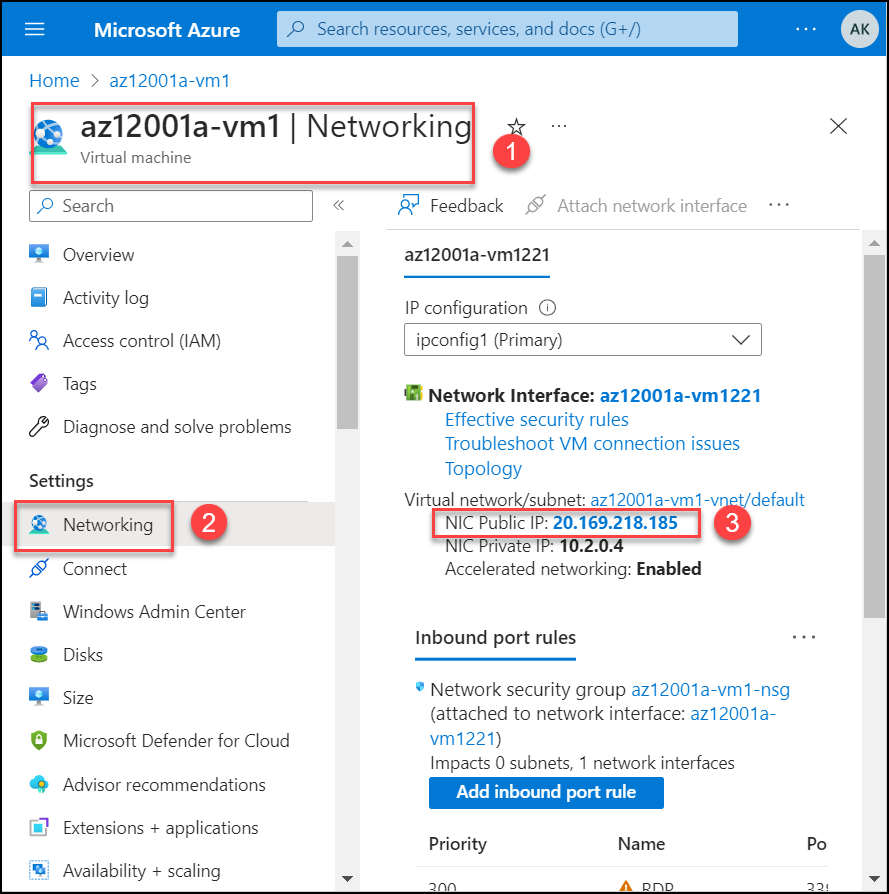 Microsoft Azure
Search resources, services, and docs (G+/)
...
AK
Home > az12001a-vm1
az12001a-vm1 | Networking
...
Virtual machine
1
Search
«
Feedback
Attach network interface
...
Overview
Activity log
Access control (IAM)
Tags
Diagnose and solve problems
Settings
Networking
2
Connect
Windows Admin Center
Disks
Size
Microsoft Defender for Cloud
Advisor recommendations
Extensions + applications
Availability + scaling
az12001a-vm1221
IP configuration
ipconfig1 (Primary)
Network Interface: az12001a-vm1221
Effective security rules
Troubleshoot VM connection issues
Topology
Virtual network/subnet: az12001a-vm1-vnet/default
NIC Public IP: 20.169.218.185
3
NIC Private IP: 10.2.0.4
Accelerated networking: Enabled
Inbound port rules
...
Network security group az12001a-vm1-nsg
(attached to network interface: az12001a-
vm1221)
Impacts 0 subnets, 1 network interfaces
Add inbound port rule
Priority Name Po
300 RDP